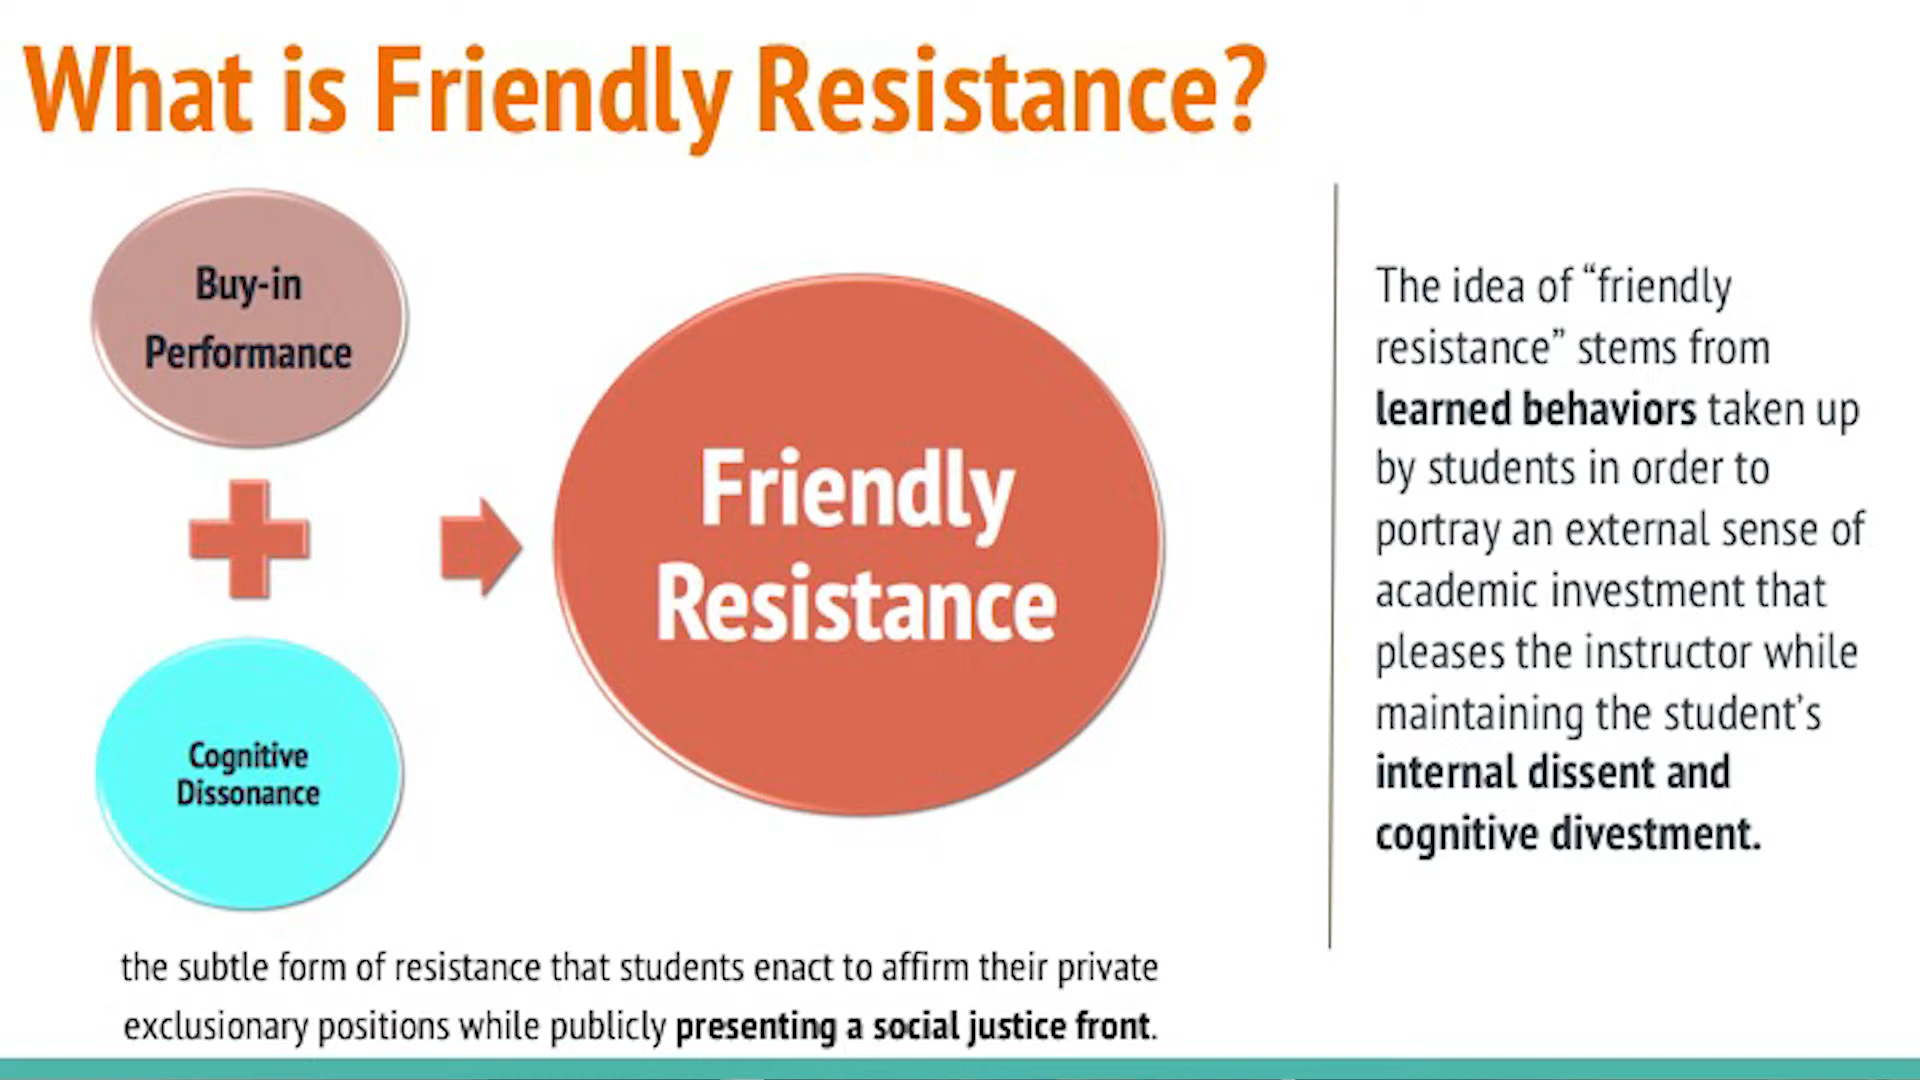 What is Friendly Resistance?
Buy-in
Performance
Cognitive
Dissonance
Friendly
Resistance
the subtle form of resistance that students enact to affirm their private
exclusionary positions while publicly presenting a social justice front.
The idea of “friendly
resistance” stems from
learned behaviors taken up
by students in order to
portray an external sense of
academic investment that
pleases the instructor while
maintaining the student’s
internal dissent and
cognitive divestment.